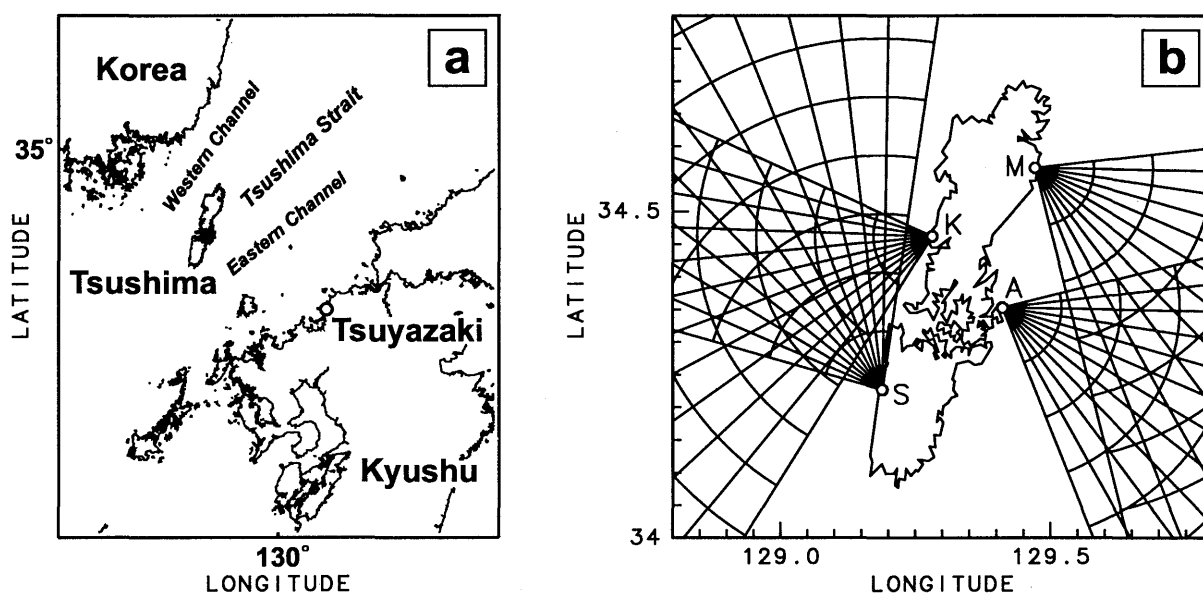 a
Korea
Western Channel
Tsushima Strait
Eastern Channel
35°
Tsushima
Tsuyazaki
Kyushu
130°
LATITUDE
LONGITUDE
b
M
K
A
S
34.5
34
129.0
129.5
LATITUDE
LONGITUDE